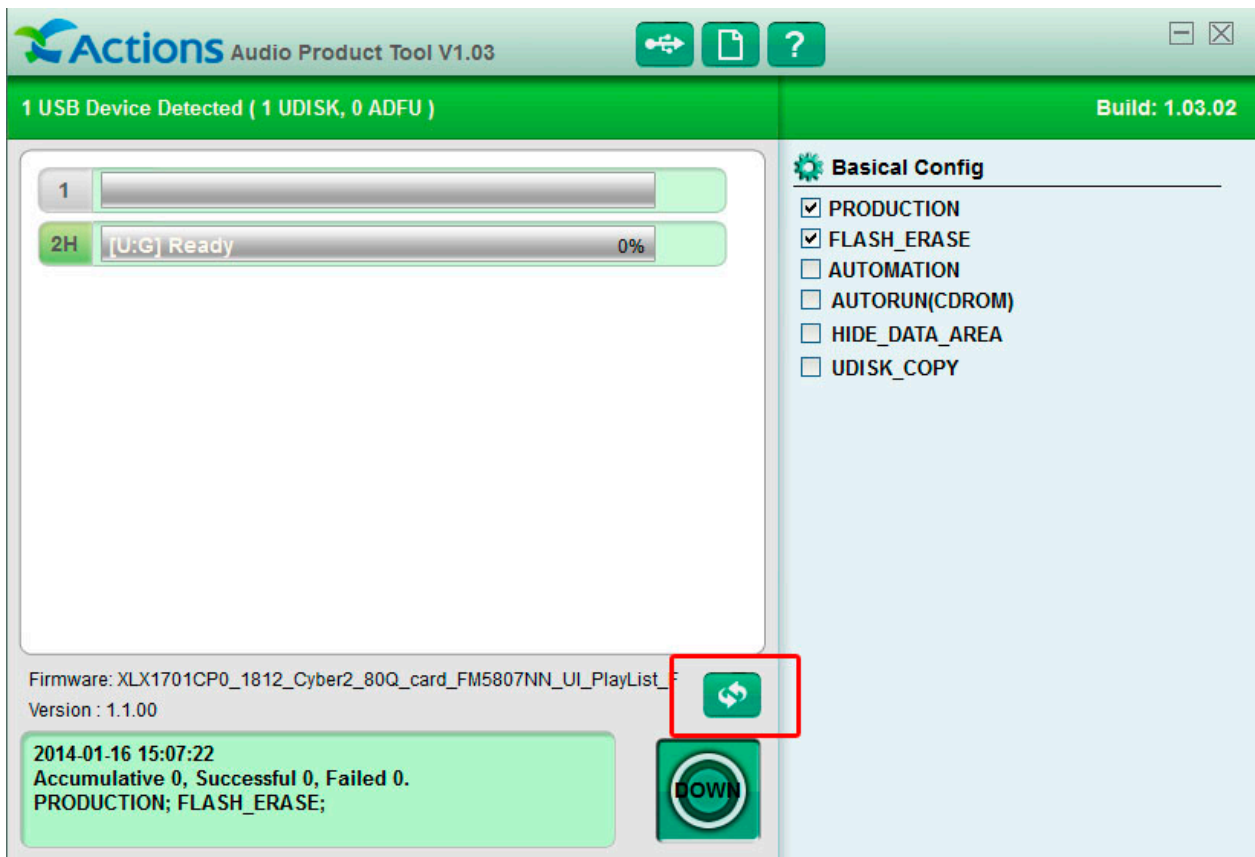 Actions Audio Product Tool V1.03
?
1 USB Device Detected ( 1 UDISK, 0 ADFU )
Build: 1.03.02
1
2H [U:G] Ready 0%
Basical Config
PRODUCTION
FLASH_ERASE
AUTOMATION
AUTORUN(CDROM)
HIDE_DATA_AREA
UDISK_COPY
Firmware: XLX1701CP0_1812_Cyber2_80Q_card_FM5807NN_UI_PlayList_F
Version : 1.1.00
2014-01-16 15:07:22
Accumulative 0, Successful 0, Failed 0.
PRODUCTION; FLASH_ERASE;
DOWN